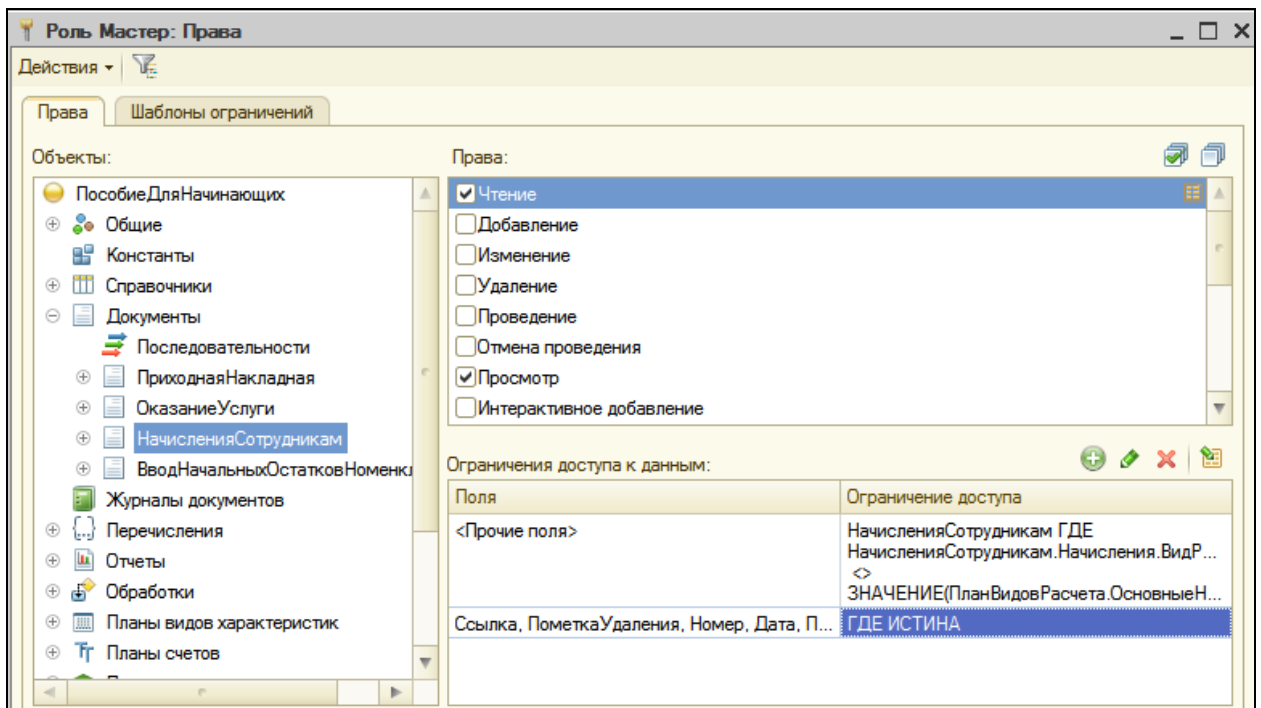 Роль Мастер: Права
Действия
Права
Шаблоны ограничений
Объекты:
ПособиеДляНачинающих
Общие
Константы
Справочники
Документы
Последовательности
ПриходнаяНакладная
ОказаниеУслуги
НачисленияСотрудникам
ВводНачальныхОстатковНоменкл
Журналы документов
Перечисления
Отчеты
Обработки
Планы видов характеристик
Планы счетов
Права:
Чтение
Добавление
Изменение
Удаление
Проведение
Отмена проведения
Просмотр
Интерактивное добавление
Ограничения доступа к данным:
Поля
Ограничение доступа
<Прочие поля>
НачисленияСотрудникам ГДЕ
НачисленияСотрудникам.Начисления.ВидР...
<>
ЗНАЧЕНИЕ(ПланВидовРасчета.ОсновныеН...
Ссылка, ПометкаУдаления, Номер, Дата, П...
ГДЕ ИСТИНА